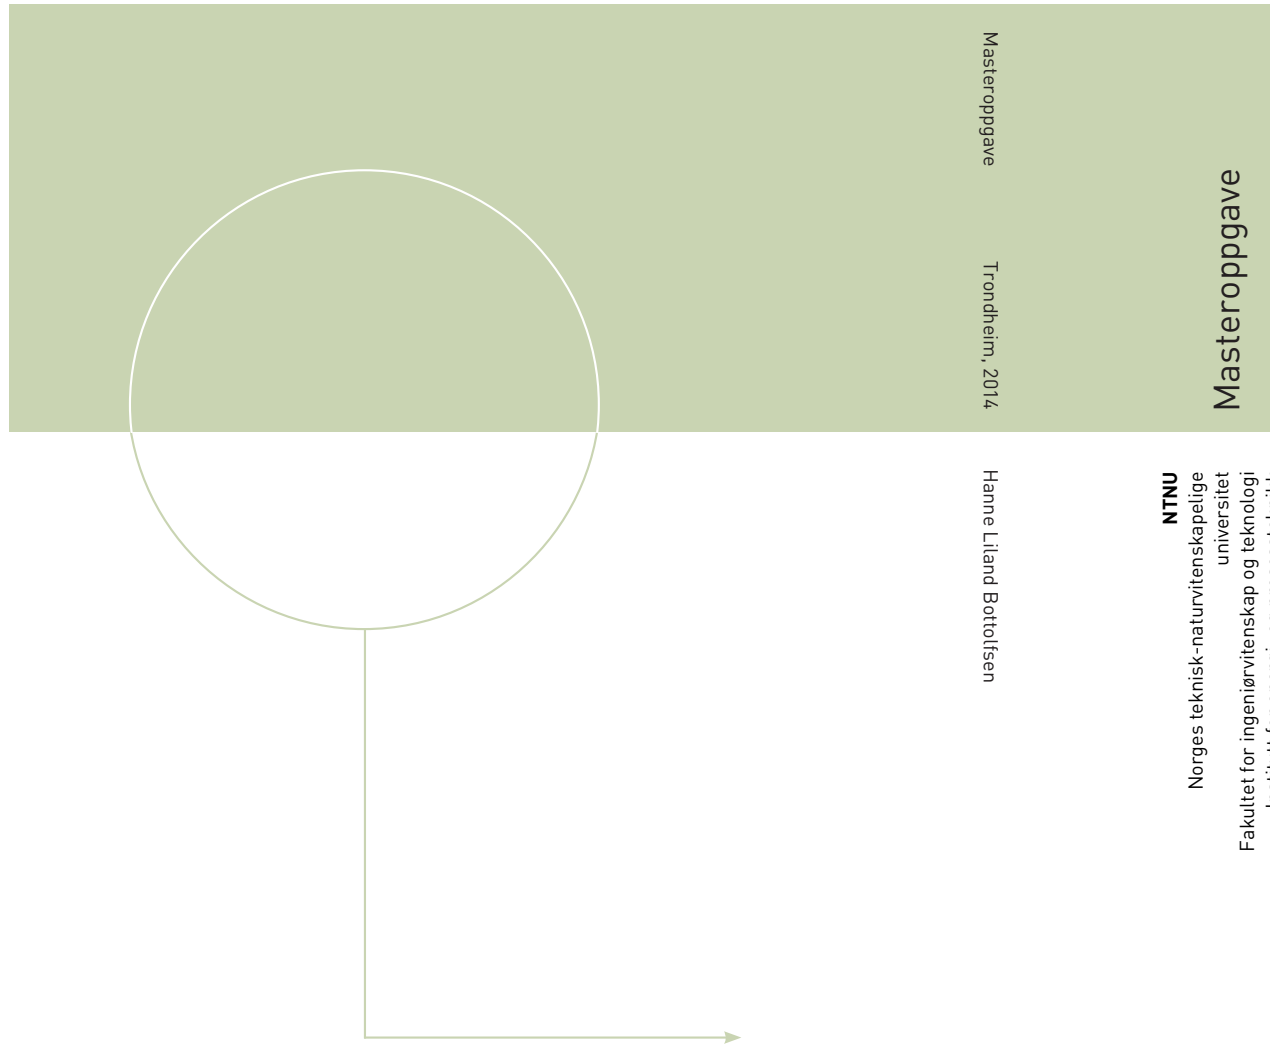 Masteroppgave
Trondheim, 2014
Hanne Liland Bottolfsen
Masteroppgave
NTNU
Norges teknisk-naturvitenskapelige
universitet
Fakultet for ingeniørvitenskap og teknologi